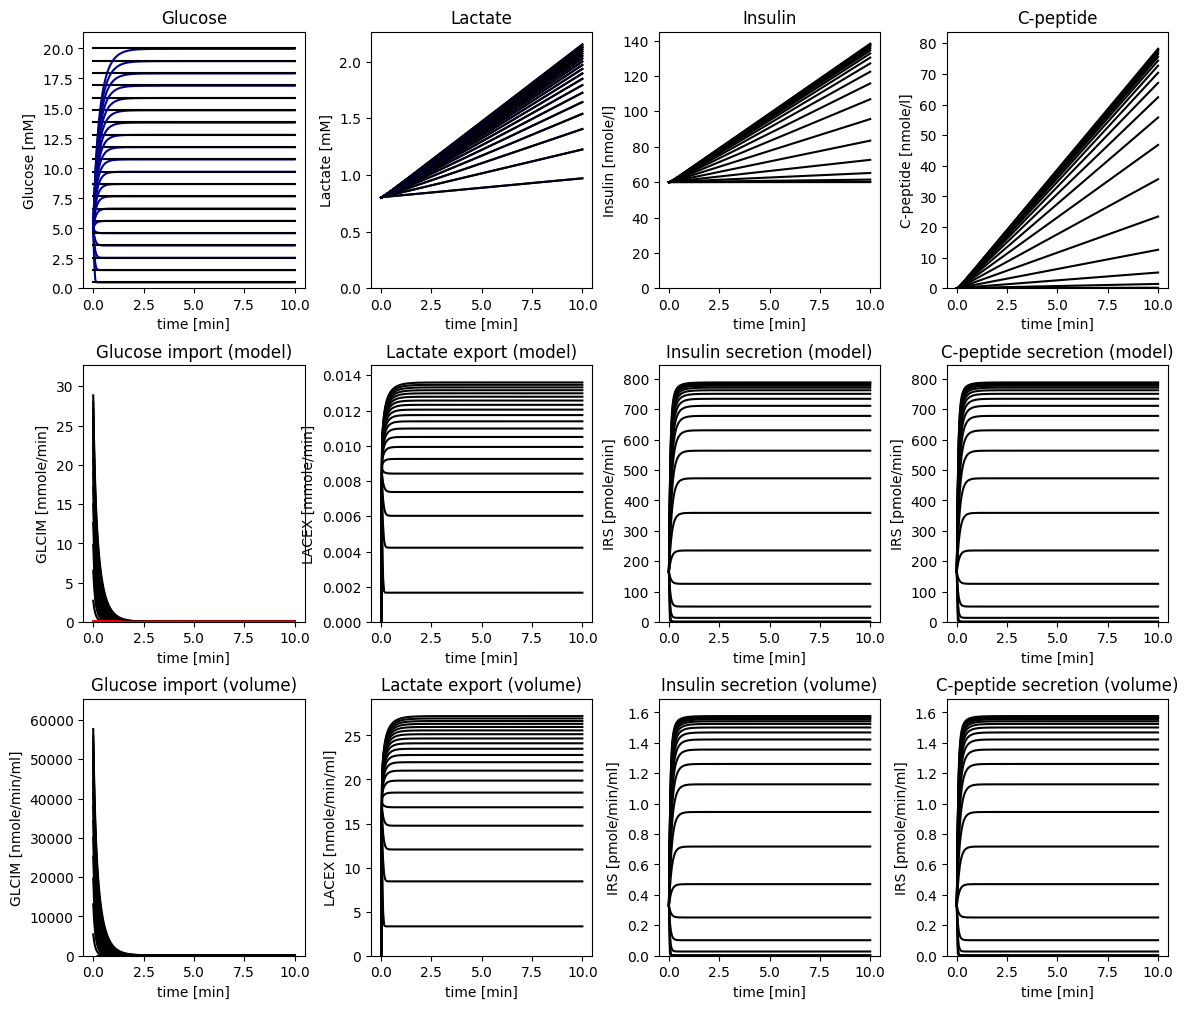 Glucose
Glucose [mM]
20.0
17.5
15.0
12.5
10.0
7.5
5.0
2.5
0.0
0.0 2.5 5.0 7.5 10.0
time [min]
Lactate
Lactate [mM]
2.0
1.5
1.0
0.5
0.0
0.0 2.5 5.0 7.5 10.0
time [min]
Insulin
Insulin [nmole/l]
140
120
100
80
60
40
20
0
0.0 2.5 5.0 7.5 10.0
time [min]
C-peptide
C-peptide [nmole/l]
80
70
60
50
40
30
20
10
0
0.0 2.5 5.0 7.5 10.0
time [min]
Glucose import (model)
GLCIM [mmole/min]
30
25
20
15
10
5
0
0.0 2.5 5.0 7.5 10.0
time [min]
Lactate export (model)
LACEX [mmole/min]
0.014
0.012
0.010
0.008
0.006
0.004
0.002
0.000
0.0 2.5 5.0 7.5 10.0
time [min]
Insulin secretion (model)
IRS [pmole/min]
800
700
600
500
400
300
200
100
0
0.0 2.5 5.0 7.5 10.0
time [min]
C-peptide secretion (model)
IRS [pmole/min]
800
700
600
500
400
300
200
100
0
0.0 2.5 5.0 7.5 10.0
time [min]
Glucose import (volume)
GLCIM [nmole/min/ml]
60000
50000
40000
30000
20000
10000
0
0.0 2.5 5.0 7.5 10.0
time [min]
Lactate export (volume)
LACEX [nmole/min/ml]
25
20
15
10
5
0
0.0 2.5 5.0 7.5 10.0
time [min]
Insulin secretion (volume)
IRS [pmole/min/ml]
1.6
1.4
1.2
1.0
0.8
0.6
0.4
0.2
0.0
0.0 2.5 5.0 7.5 10.0
time [min]
C-peptide secretion (volume)
IRS [pmole/min/ml]
1.6
1.4
1.2
1.0
0.8
0.6
0.4
0.2
0.0
0.0 2.5 5.0 7.5 10.0
time [min]